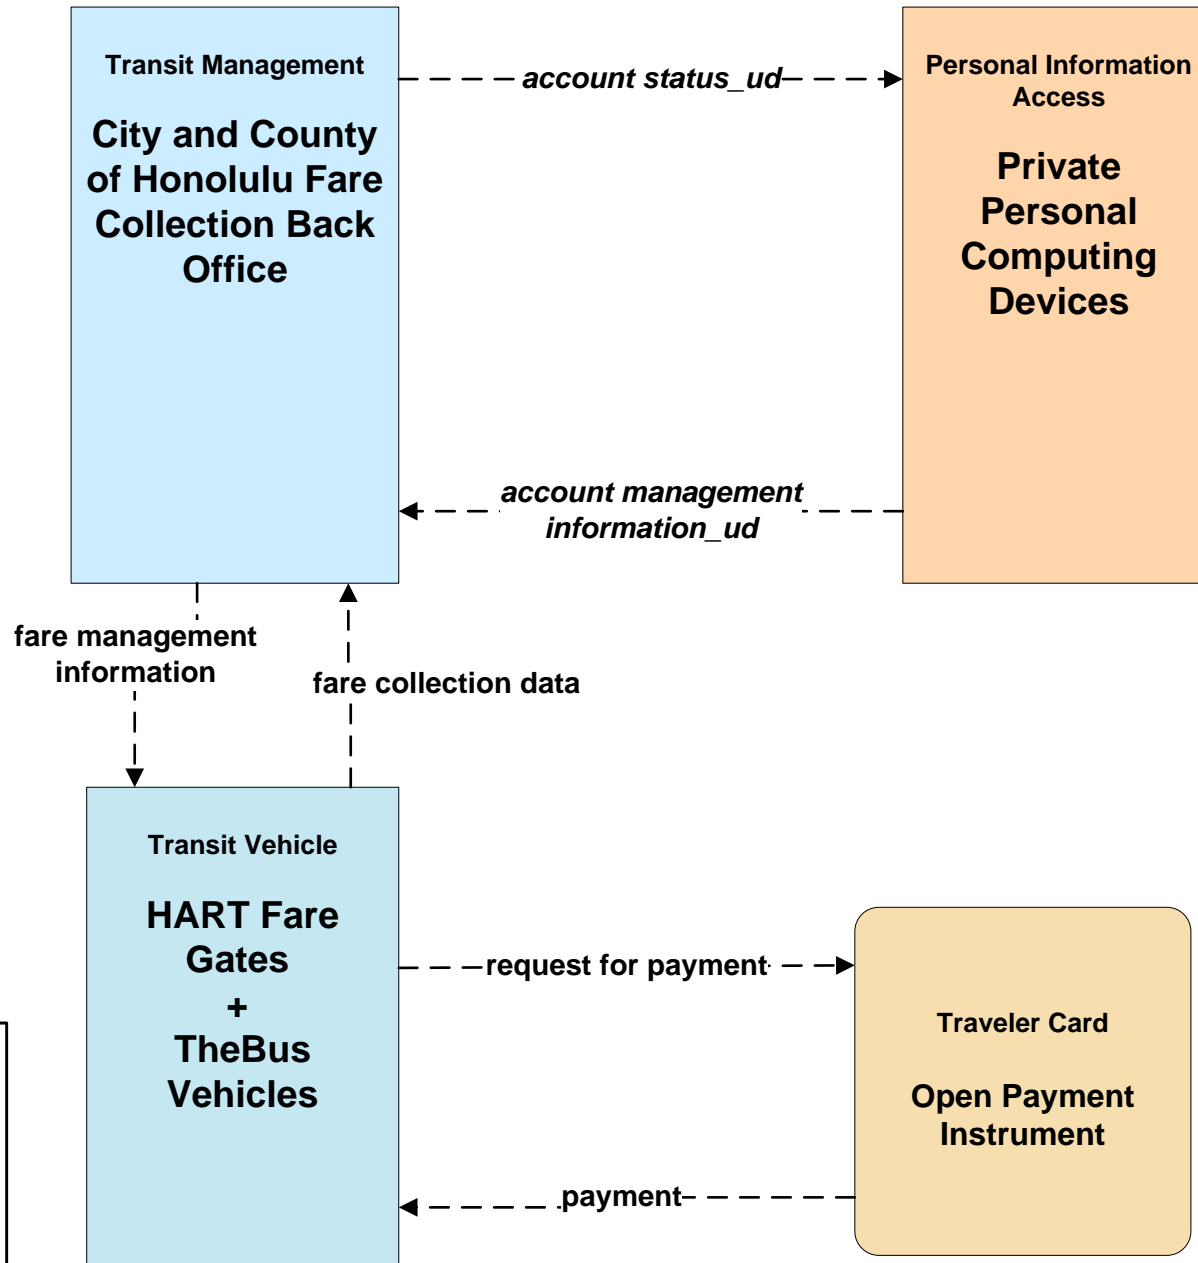 Transit Management
City and County
of Honolulu Fare
Collection Back
Office
account status_ud
Personal Information
Access
Private
Personal
Computing
Devices
account management
information_ud
fare management
information
fare collection data
Transit Vehicle
HART Fare
Gates
+
TheBus
Vehicles
request for payment
Traveler Card
Open Payment
Instrument
payment